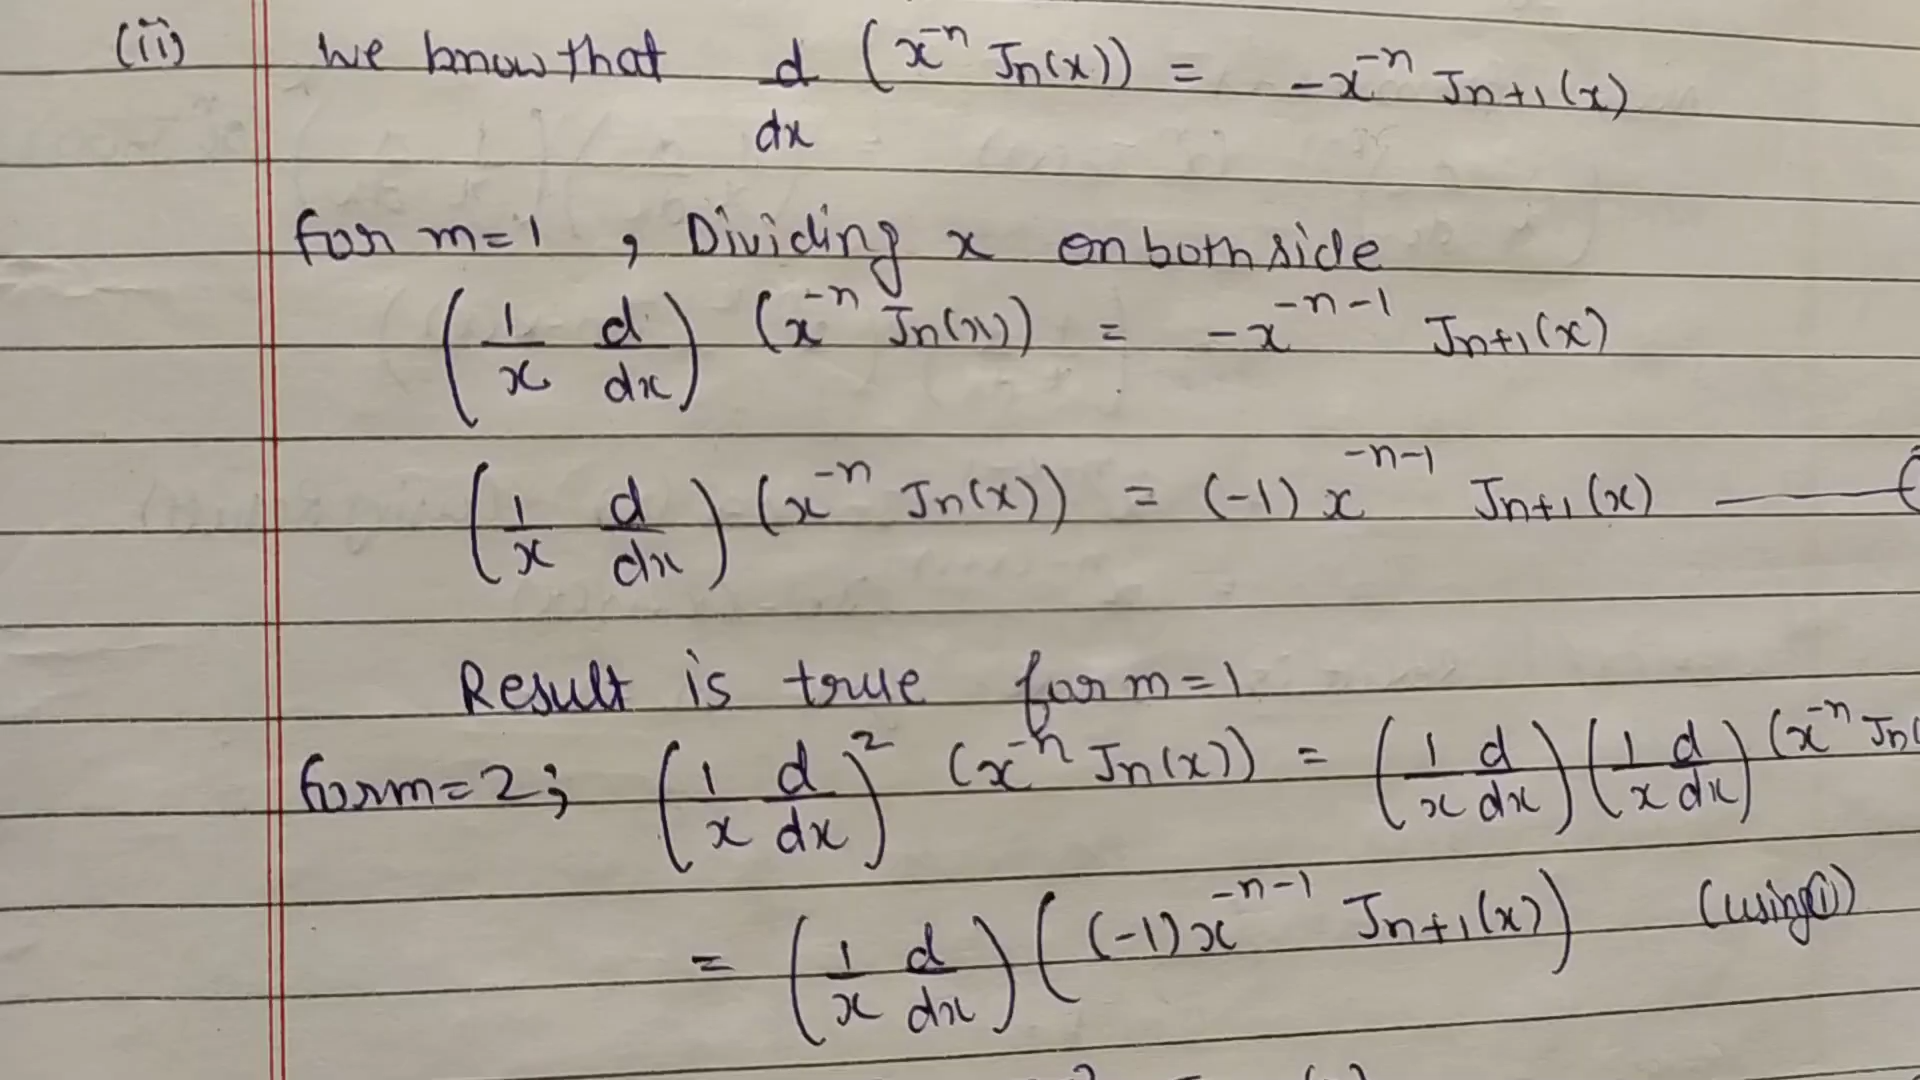 (ii) We know that d/dx (x^-n Jn(x)) = -x^-n Jn+1(x)
for m=1 , Dividing x on both side
(1/x d/dx) (x^-n Jn(x)) = -x^-n-1 Jn+1(x)
(1/x d/dx) (x^-n Jn(x)) = (-1) x^-n-1 Jn+1(x) —
Result is true for m=1
for m=2; (1/x d/dx)^2 (x^-n Jn(x)) = (1/x d/dx) (1/x d/dx) (x^-n Jn(
= (1/x d/dx) ((-1) x^-n-1 Jn+1(x)) (using ①)